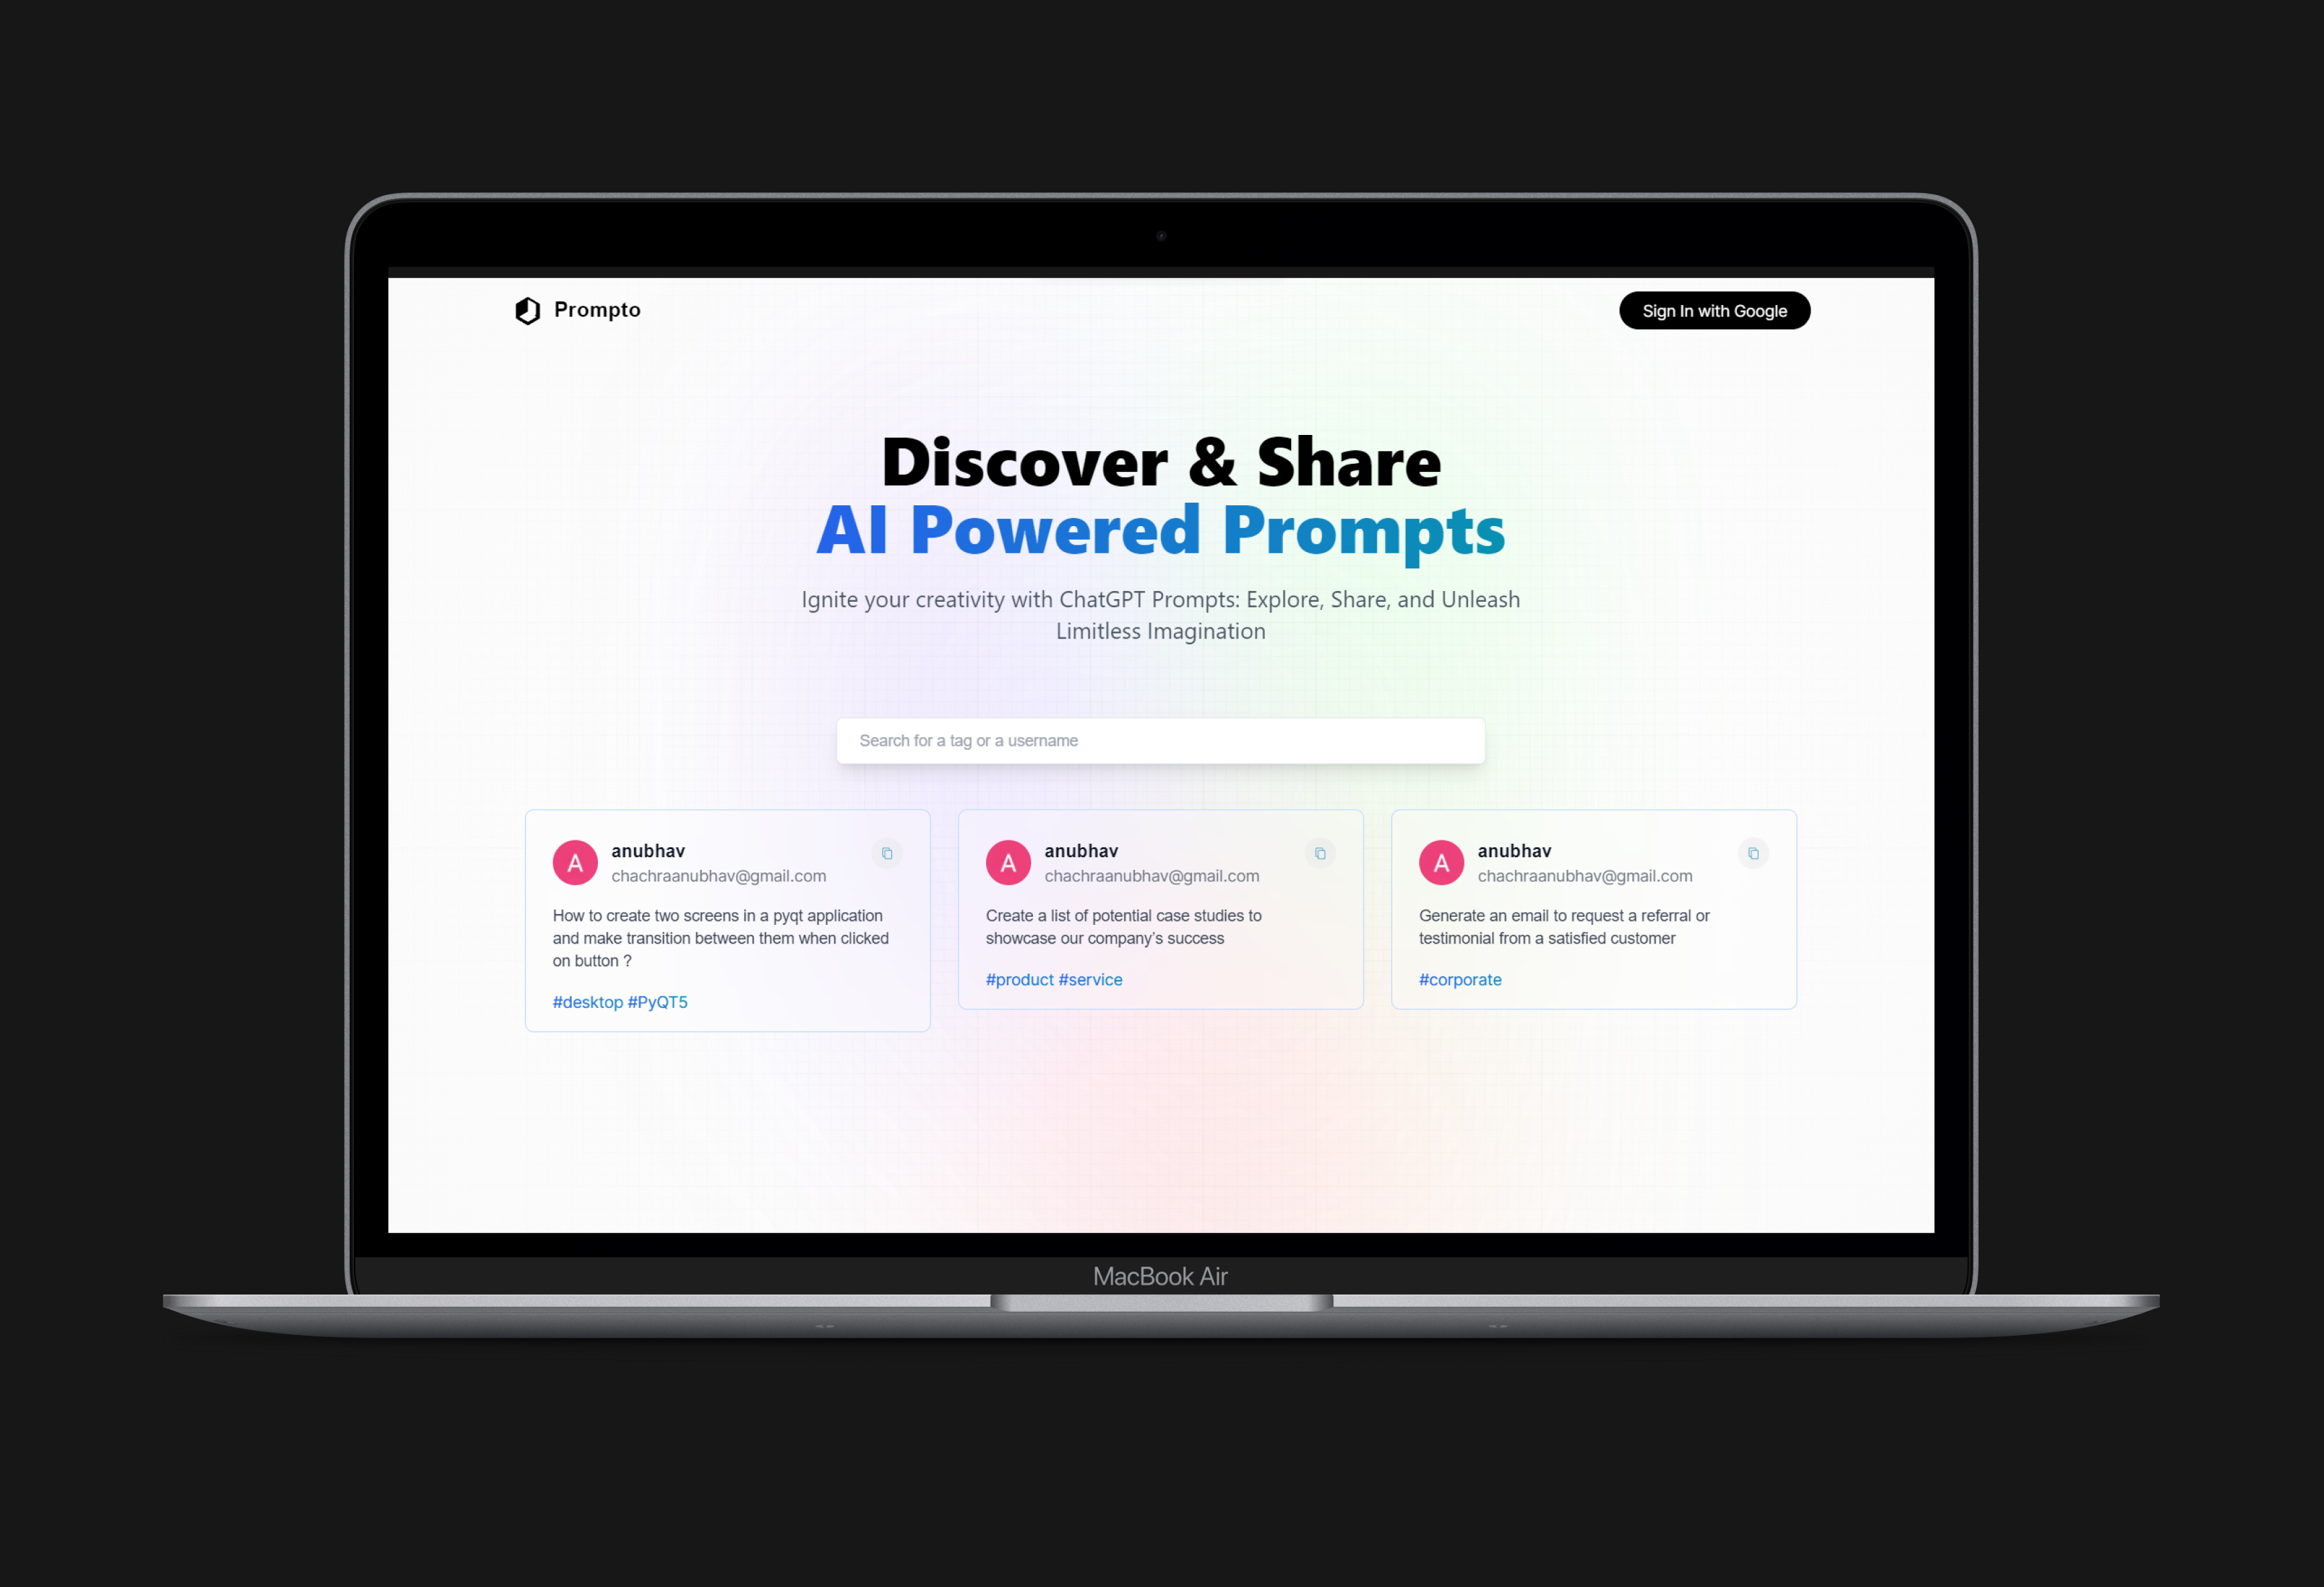 Prompto
Sign In with Google
Discover & Share
AI Powered Prompts
Ignite your creativity with ChatGPT Prompts: Explore, Share, and Unleash
Limitless Imagination
Search for a tag or a username
A
anubhav
chachraanubhav@gmail.com
How to create two screens in a pyqt application
and make transition between them when clicked
on button ?
#desktop #PyQT5
A
anubhav
chachraanubhav@gmail.com
Create a list of potential case studies to
showcase our company's success
#product #service
A
anubhav
chachraanubhav@gmail.com
Generate an email to request a referral or
testimonial from a satisfied customer
#corporate
MacBook Air